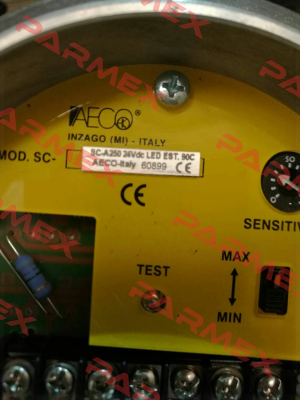 AECO
INZAGO (MI) - ITALY
MOD. SC- SC-A250 24Vdc LED EST. 90C
AECO-Italy 60899 CE
CE
50
SENSITIV
TEST
MAX
MIN
PARMEX